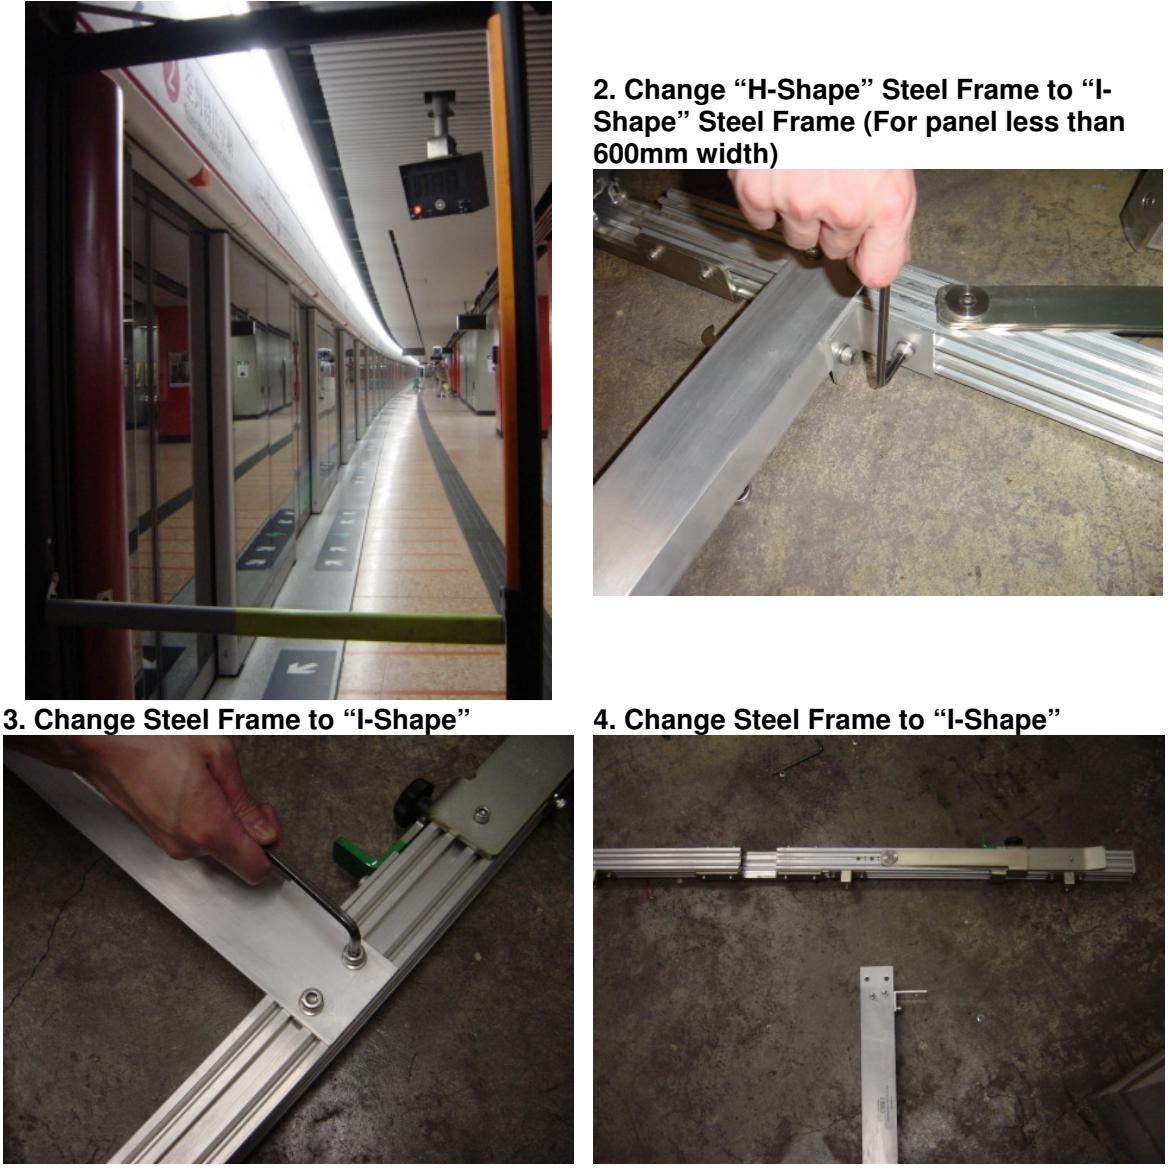 2. Change “H-Shape” Steel Frame to “I-
Shape” Steel Frame (For panel less than
600mm width)
3. Change Steel Frame to “I-Shape”
4. Change Steel Frame to “I-Shape”